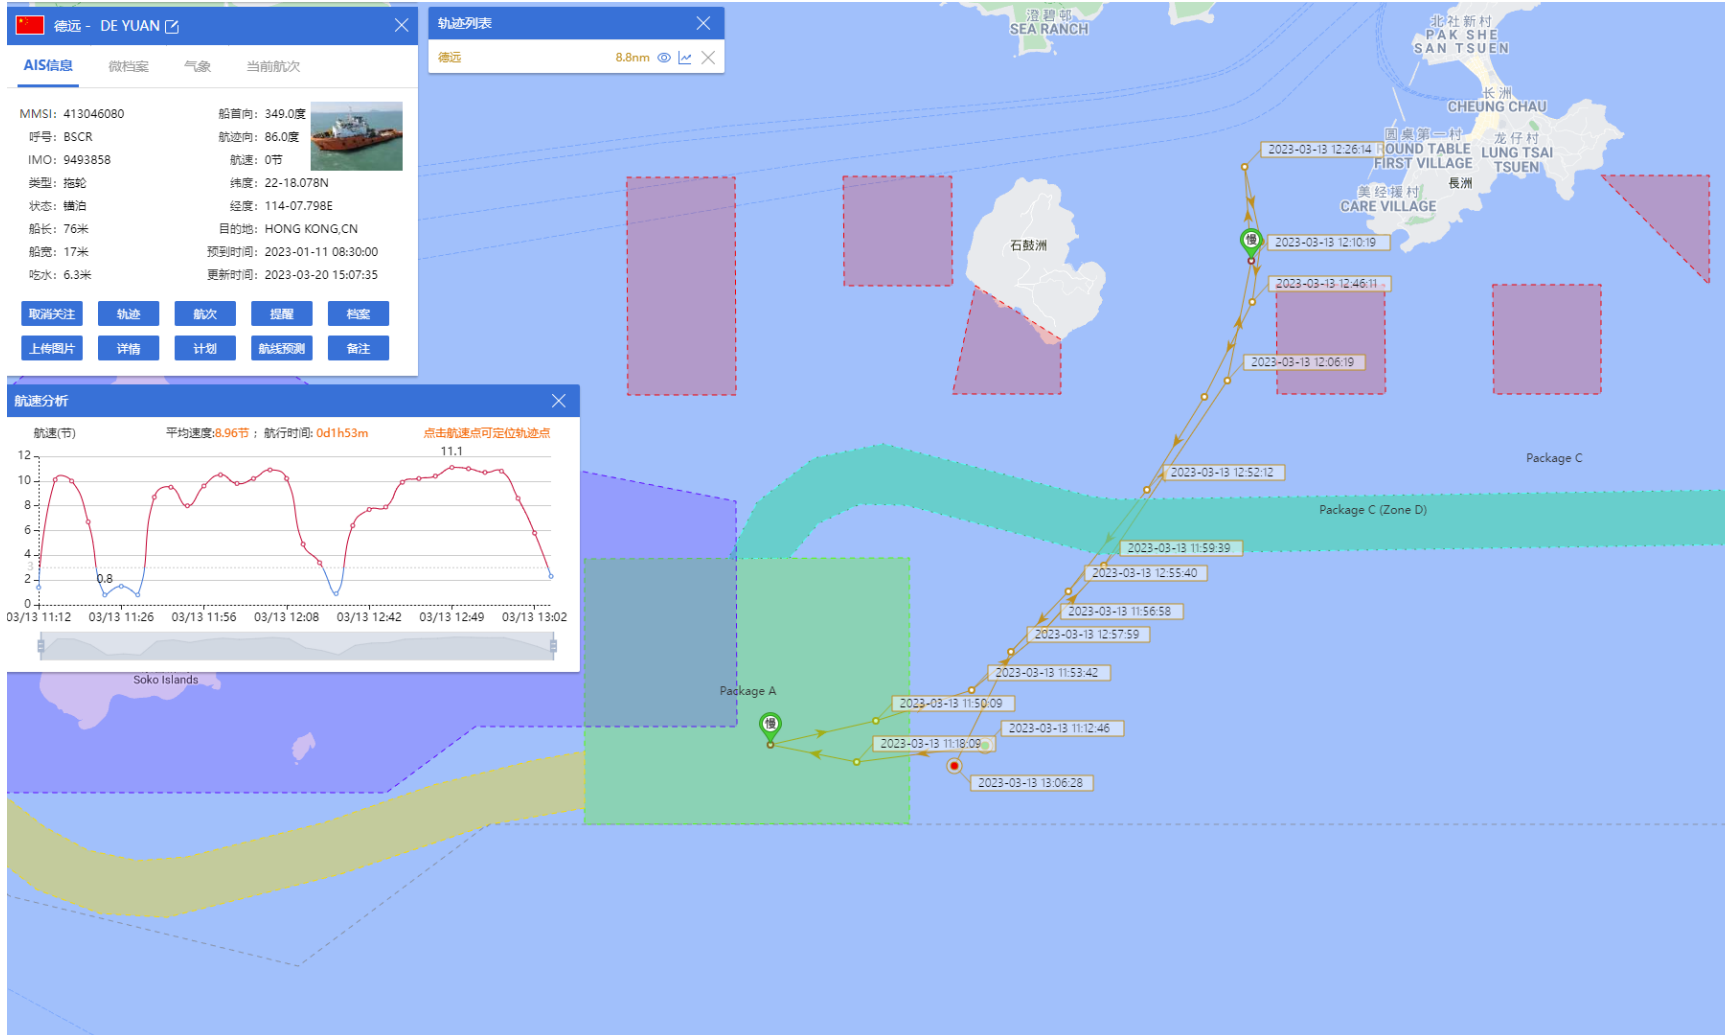 德远 - DE YUAN
AIS信息 微档案 气象 当前航次
MMSI: 413046080 船首向: 349.0度
呼号: BSCR 航迹向: 86.0度
IMO: 9493858 航速: 0节
类型: 拖轮 纬度: 22-18.078N
状态: 锚泊 经度: 114-07.798E
船长: 76米 目的地: HONG KONG,CN
船宽: 17米 预到时间: 2023-01-11 08:30:00
吃水: 6.3米 更新时间: 2023-03-20 15:07:35
取消关注 轨迹 航次 提醒 档案
上传图片 详情 计划 航线预测 备注
轨迹列表
德远 8.8nm
航速分析
航速(节) 平均速度:8.96节 ; 航行时间: 0d1h53m 点击航速点可定位轨迹点
11.1
12
10
8
6
4
3
2
0
0.8
03/13 11:12 03/13 11:26 03/13 11:56 03/13 12:08 03/13 12:42 03/13 12:49 03/13 13:02
澄碧邨
SEA RANCH
北社新村
PAK SHE
SAN TSUEN
长洲
CHEUNG CHAU
圆桌第一村
ROUND TABLE
FIRST VILLAGE
龙仔村
LUNG TSAI
TSUEN
長洲
美经援村
CARE VILLAGE
石鼓洲
2023-03-13 12:26:14
慢
2023-03-13 12:10:19
2023-03-13 12:46:11
2023-03-13 12:06:19
2023-03-13 12:52:12
Package C
Package C (Zone D)
2023-03-13 11:59:39
2023-03-13 12:55:40
2023-03-13 11:56:58
2023-03-13 12:57:59
2023-03-13 11:53:42
Package A
2023-03-13 11:50:09
慢
2023-03-13 11:12:46
2023-03-13 11:18:09
2023-03-13 13:06:28
Soko Islands